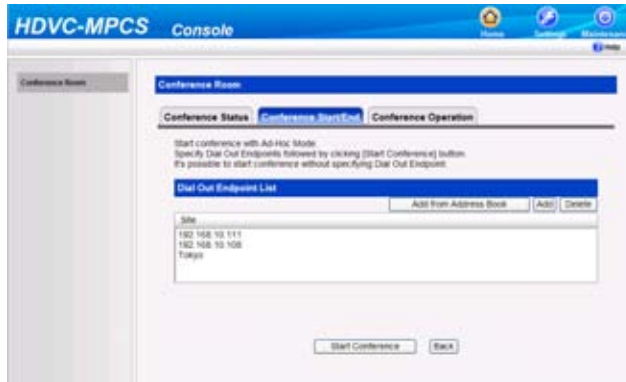 HDVC-MPCS Console
Home Settings Maintenance
Help
Conference Room
Conference Room
Conference Status Conference Start/End Conference Operation
Start conference with Ad-Hoc Mode.
Specify Dial Out Endpoints followed by clicking [Start Conference] button.
It's possible to start conference without specifying Dial Out Endpoint.
Dial Out Endpoint List
Add from Address Book Add Delete
Site
192.168.10.111
192.168.10.108
Tokyo
Start Conference Back